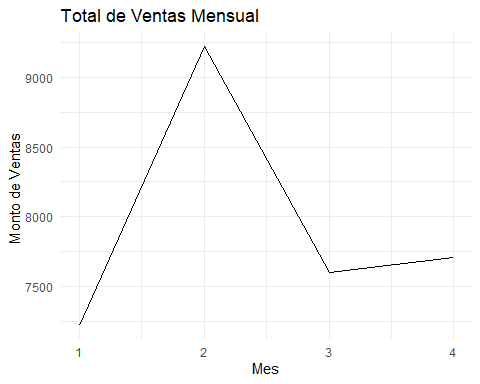 Total de Ventas Mensual
Monto de Ventas
9000
8500
8000
7500
1 2 3 4
Mes